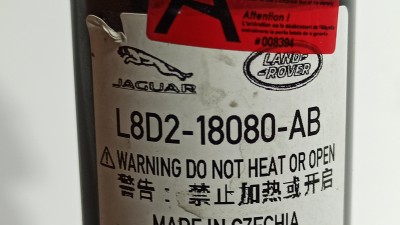 A
Attention !
#008394
JAGUAR
LAND-
ROVER
L8D2-18080-AB
WARNING DO NOT HEAT OR OPEN
警告：禁止加热或开启
MADE IN CZECHIA